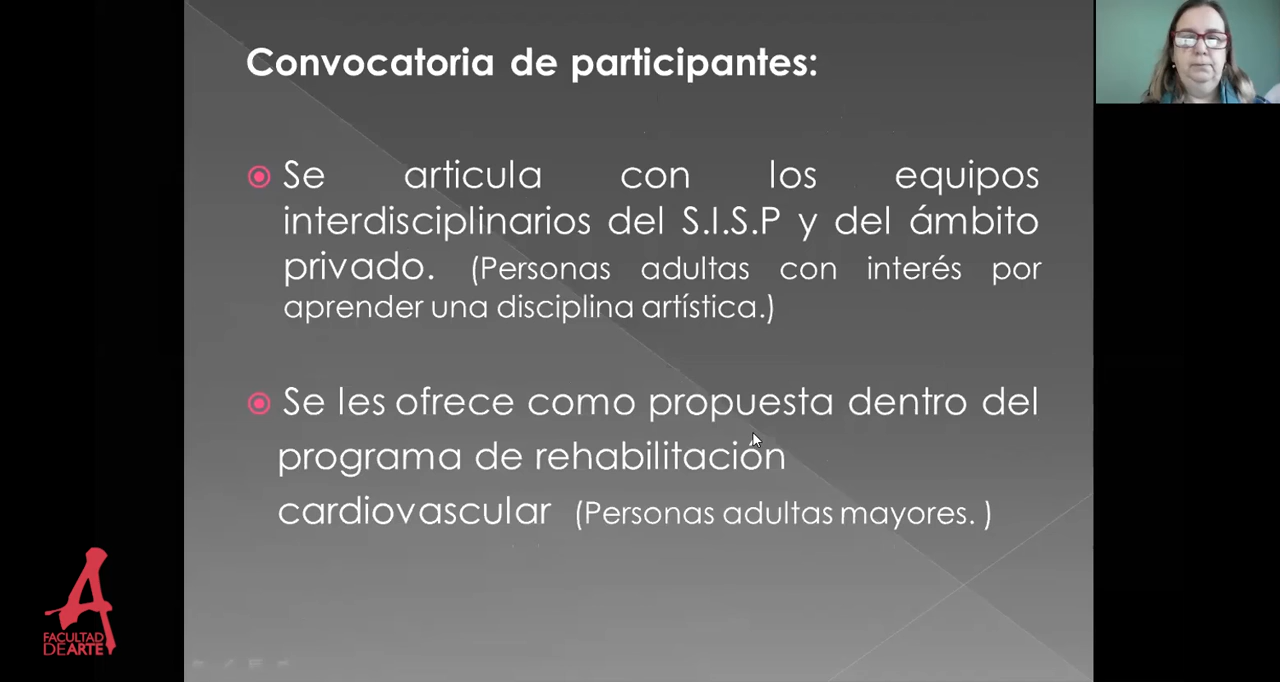 Convocatoria de participantes:
Se articula con los equipos
interdisciplinarios del S.I.S.P y del ámbito
privado. (Personas adultas con interés por
aprender una disciplina artística.)
Se les ofrece como propuesta dentro del
programa de rehabilitación
cardiovascular (Personas adultas mayores. )
FACULTAD
DE ARTE